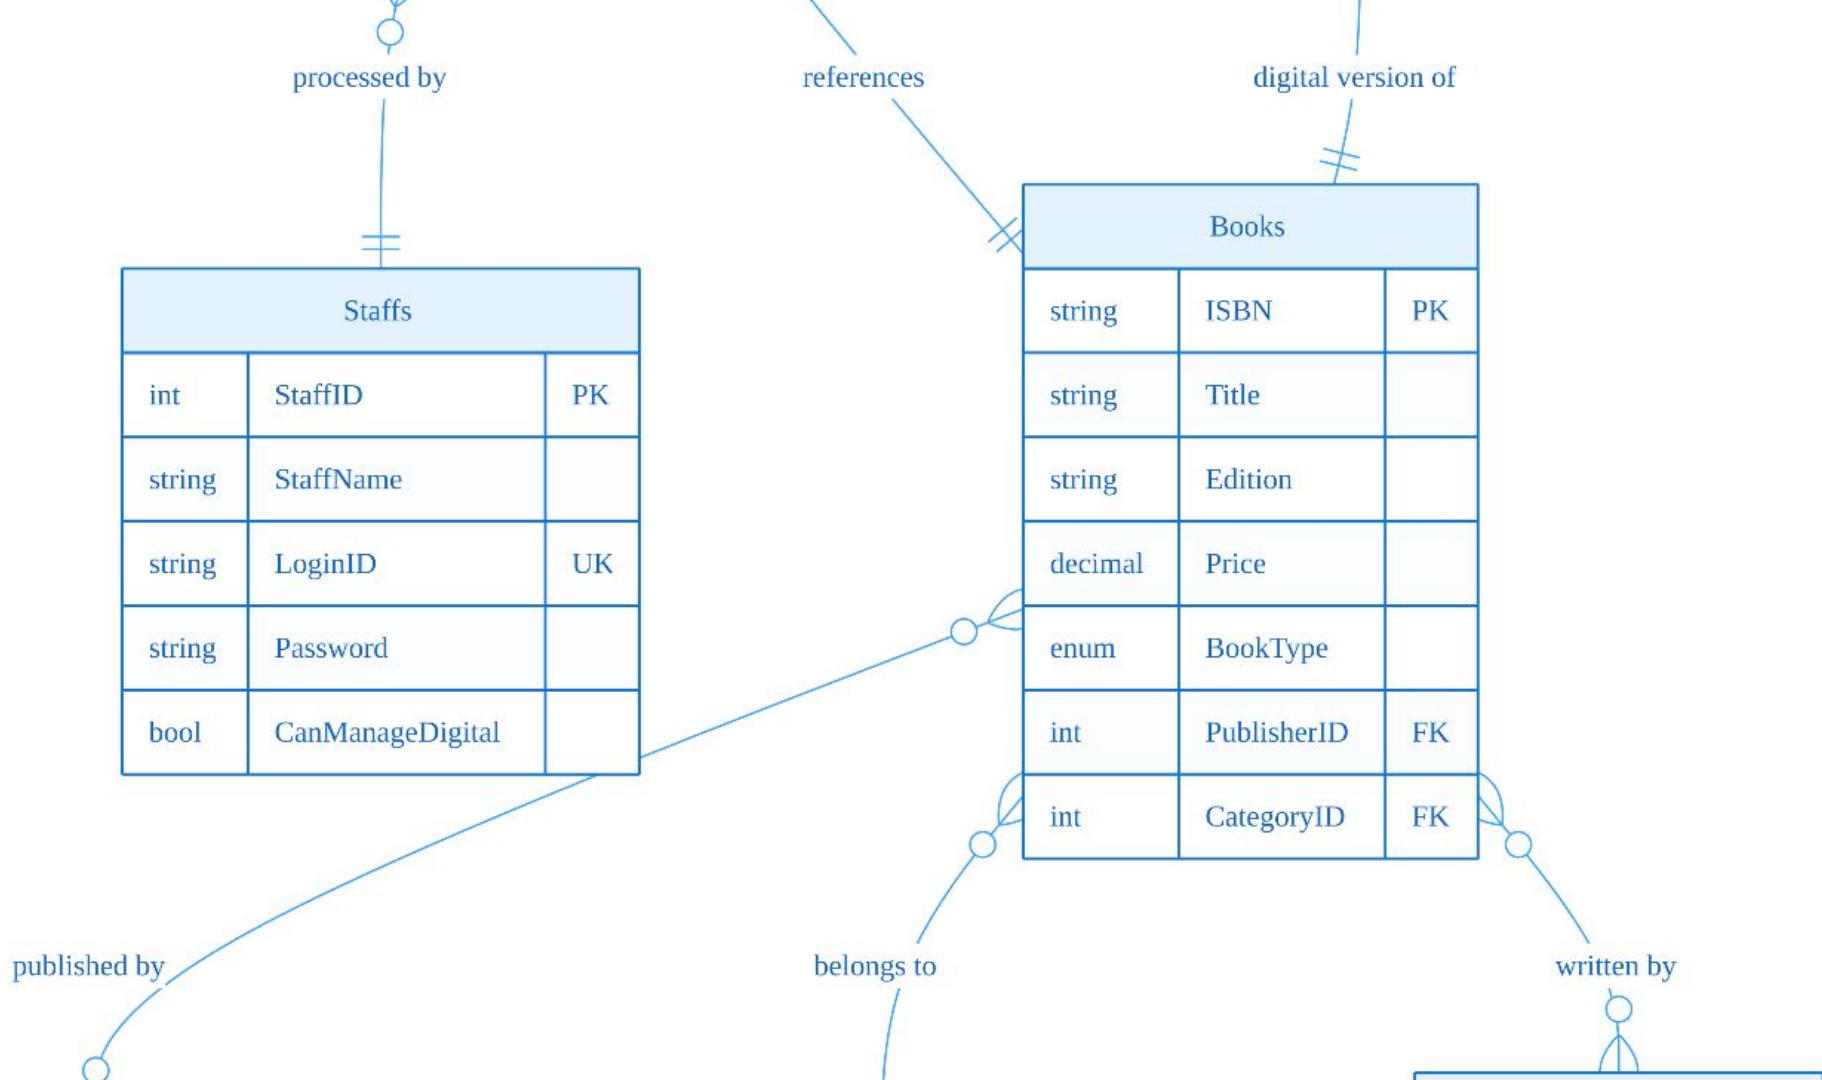 processed by
references
digital version of
Books
string ISBN PK
string Title
string Edition
decimal Price
enum BookType
int PublisherID FK
int CategoryID FK
Staffs
int StaffID PK
string StaffName
string LoginID UK
string Password
bool CanManageDigital
published by
belongs to
written by